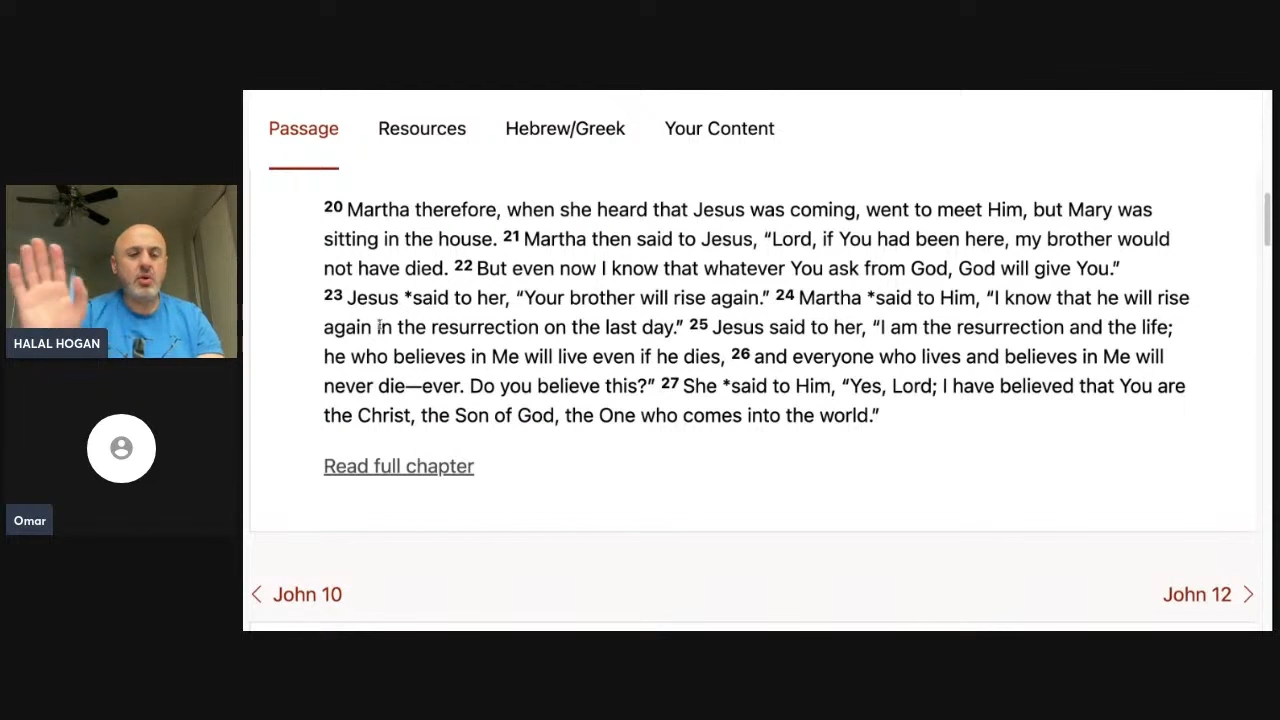 Passage Resources Hebrew/Greek Your Content
20 Martha therefore, when she heard that Jesus was coming, went to meet Him, but Mary was
sitting in the house. 21 Martha then said to Jesus, “Lord, if You had been here, my brother would
not have died. 22 But even now I know that whatever You ask from God, God will give You.”
23 Jesus *said to her, “Your brother will rise again.” 24 Martha *said to Him, “I know that he will rise
again in the resurrection on the last day.” 25 Jesus said to her, “I am the resurrection and the life;
he who believes in Me will live even if he dies, 26 and everyone who lives and believes in Me will
never die—ever. Do you believe this?” 27 She *said to Him, “Yes, Lord; I have believed that You are
the Christ, the Son of God, the One who comes into the world.”
Read full chapter
John 10
John 12
HALAL HOGAN
Omar